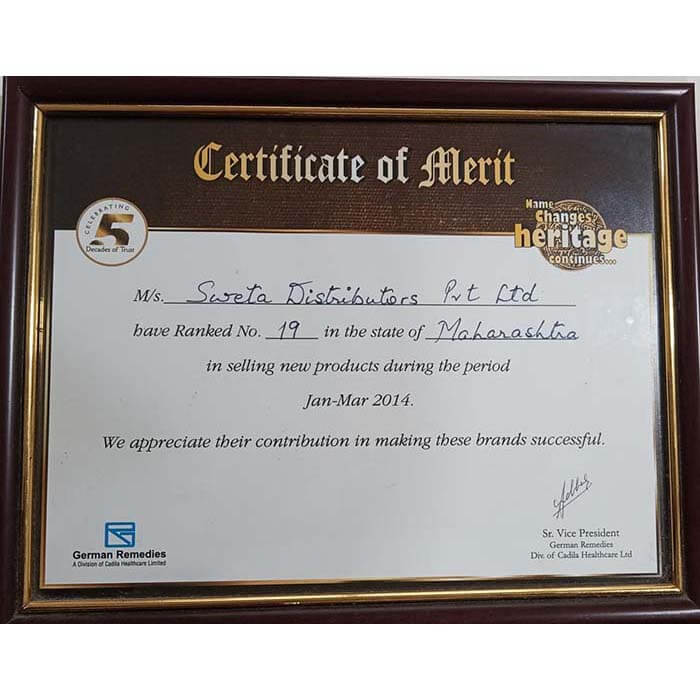 Certificate of Merit
CELEBRATING
5
Decades of Trust
Name
Changes,
heritage
continues...
M/s. Sweta Distributors Pvt Ltd
have Ranked No. 19 in the state of Maharashtra
in selling new products during the period
Jan-Mar 2014.
We appreciate their contribution in making these brands successful.
German Remedies
A Division of Cadila Healthcare Limited
Sr. Vice President
German Remedies
Div. of Cadila Healthcare Ltd